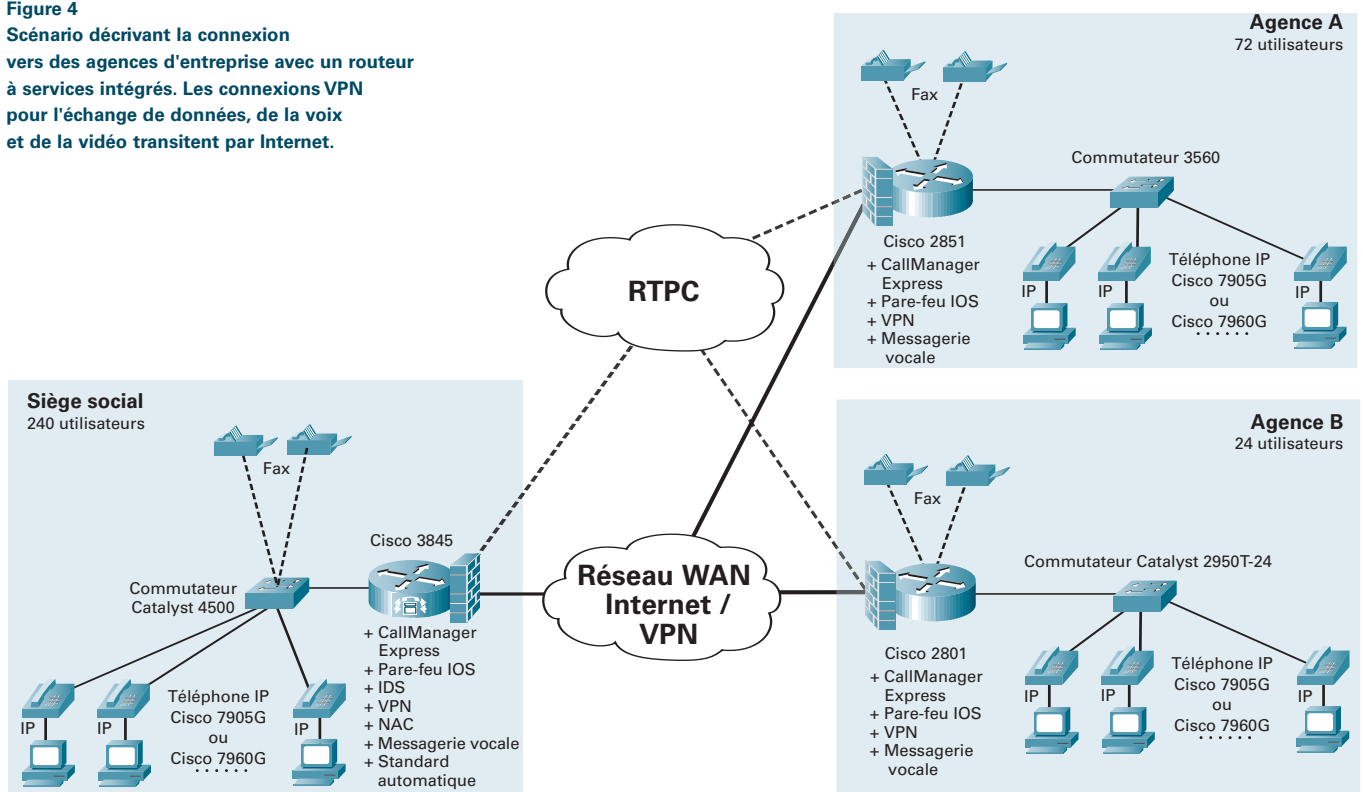 Figure 4
Scénario décrivant la connexion
vers des agences d'entreprise avec un routeur
à services intégrés. Les connexions VPN
pour l'échange de données, de la voix
et de la vidéo transitent par Internet.
Agence A
72 utilisateurs
Fax
Commutateur 3560
Cisco 2851
+ CallManager
Express
+ Pare-feu IOS
+ VPN
+ Messagerie
vocale
IP
IP
Téléphone IP
Cisco 7905G
ou
Cisco 7960G
......
IP
RTPC
Siège social
240 utilisateurs
Fax
Cisco 3845
Commutateur
Catalyst 4500
+ CallManager
Express
+ Pare-feu IOS
+ IDS
+ VPN
+ NAC
+ Messagerie vocale
+ Standard
automatique
IP
IP
Téléphone IP
Cisco 7905G
ou
Cisco 7960G
......
IP
Réseau WAN
Internet /
VPN
Agence B
24 utilisateurs
Fax
Commutateur Catalyst 2950T-24
Cisco 2801
+ CallManager
Express
+ Pare-feu IOS
+ VPN
+ Messagerie
vocale
IP
IP
Téléphone IP
Cisco 7905G
ou
Cisco 7960G
......
IP